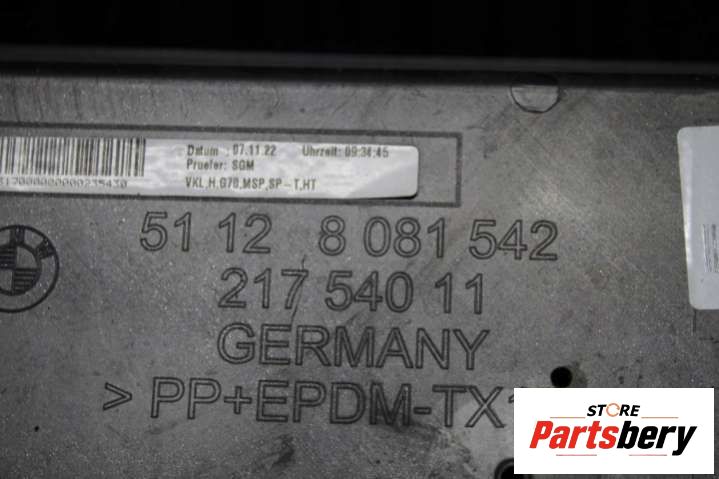 Datum : 07.11.22 Uhrzeit: 09:34:45
Pruefer: SGM
VKL,H,G70,MSP,SP-T,HT
51 12 8 081 542
217 540 11
GERMANY
> PP+EPDM-TX1
STORE
Partsbery